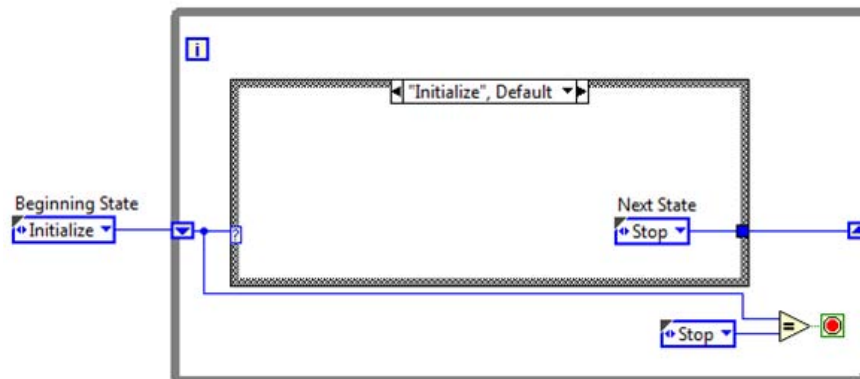 i
"Initialize", Default
Beginning State
Initialize
?
Next State
Stop
Stop
=